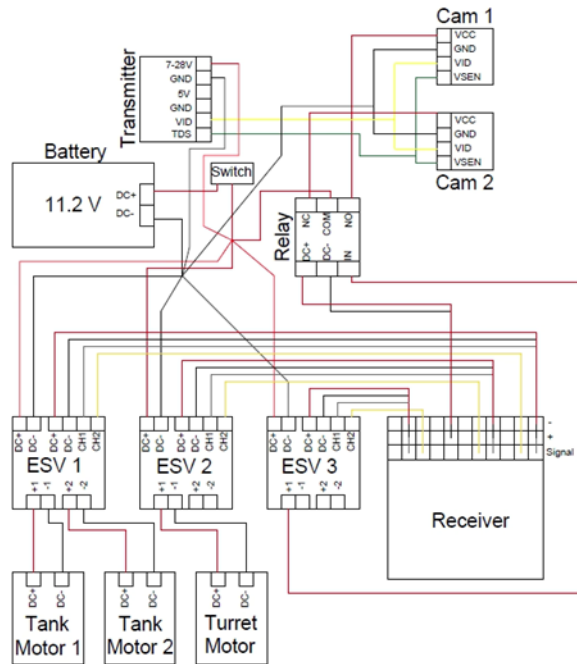 Cam 1
VCC
GND
VID
VSEN
Transmitter
7-28V
GND
5V
GND
VID
TDS
VCC
GND
VID
VSEN
Cam 2
Battery
11.2 V
DC+
DC-
Switch
Relay
NC COM NO
DC+ DC- IN
DC+ DC- DC+ DC- CH1 CH2
ESV 1
+1 -1 +2 -2
DC+ DC- DC+ DC- CH1 CH2
ESV 2
+1 -1 +2 -2
DC+ DC- DC+ DC- CH1 CH2
ESV 3
+1 -1 +2 -2
-
+
Signal
Receiver
DC+ DC-
Tank
Motor 1
DC+ DC-
Tank
Motor 2
DC+ DC-
Turret
Motor